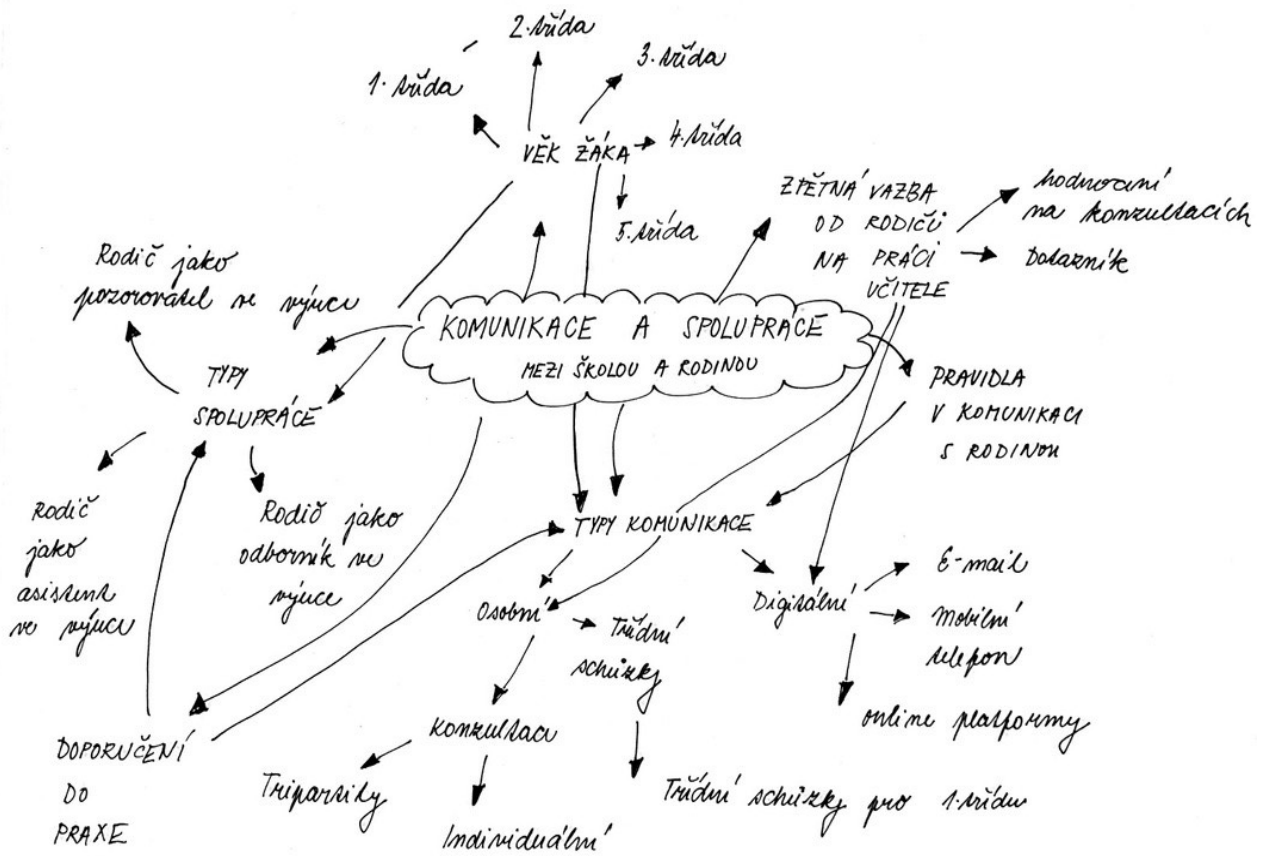 2. třída
1. třída
3. třída
VĚK ŽÁKA
4. třída
5. třída
ZPĚTNÁ VAZBA
OD RODIČŮ
NA PRÁCI
UČITELE
hodnocení
na konzultacích
Dotazník
Rodič jako
pozorovatel ve výuce
KOMUNIKACE A SPOLUPRÁCE
MEZI ŠKOLOU A RODINOU
TYPY
SPOLUPRÁCE
PRAVIDLA
V KOMUNIKACI
S RODINOU
Rodič
jako
asistent
ve výuce
Rodič jako
odborník ve
výuce
TYPY KOMUNIKACE
Osobní
Třídní
schůzky
Digitální
E-mail
Mobilní
telefon
online platformy
Konzultace
Tripartity
Individuální
Třídní schůzky pro 1. třídu
DOPORUČENÍ
DO
PRAXE